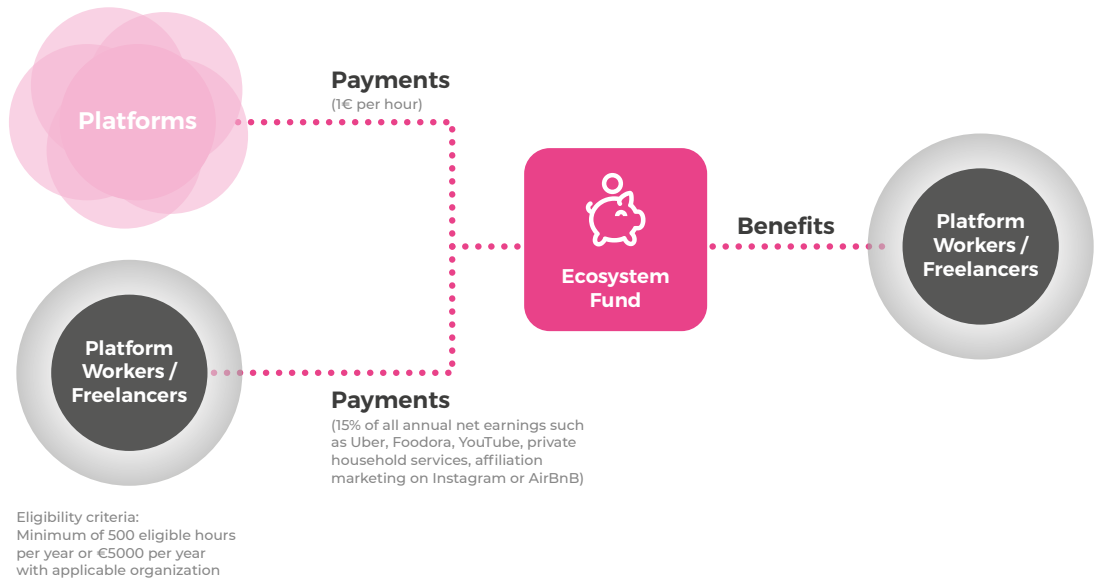 Platforms
Payments
(1€ per hour)
Platform
Workers /
Freelancers
Payments
(15% of all annual net earnings such
as Uber, Foodora, YouTube, private
household services, affiliation
marketing on Instagram or AirBnB)
Eligibility criteria:
Minimum of 500 eligible hours
per year or €5000 per year
with applicable organization
Ecosystem
Fund
Benefits
Platform
Workers /
Freelancers